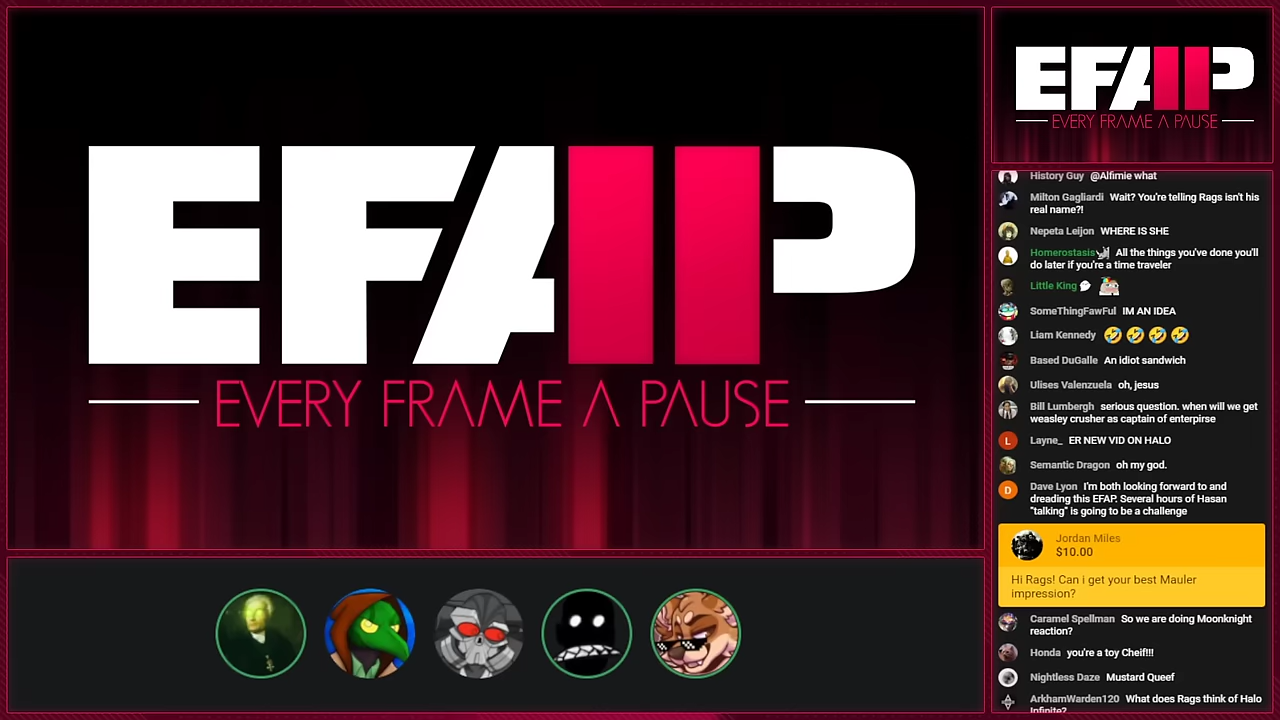 EFAP
EVERY FRAME A PAUSE
EFAP
EVERY FRAME A PAUSE
History Guy @Alfimie what
Milton Gagliardi Wait? You're telling Rags isn't his
real name?!
Nepeta Leijon WHERE IS SHE
Homerostasis All the things you've done you'll
do later if you're a time traveler
Little King
SomeThingFawFul IM AN IDEA
Liam Kennedy 🤣 🤣 🤣 🤣
Based DuGalle An idiot sandwich
Ulises Valenzuela oh, jesus
Bill Lumbergh serious question. when will we get
weasley crusher as captain of enterpirse
L
Layne_ ER NEW VID ON HALO
Semantic Dragon oh my god.
D
Dave Lyon I'm both looking forward to and
dreading this EFAP. Several hours of Hasan
"talking" is going to be a challenge
Jordan Miles
$10.00
Hi Rags! Can i get your best Mauler
impression?
Caramel Spellman So we are doing Moonknight
reaction?
Honda you're a toy Cheif!!!
Nightless Daze Mustard Queef
ArkhamWarden120 What does Rags think of Halo
Infinite?